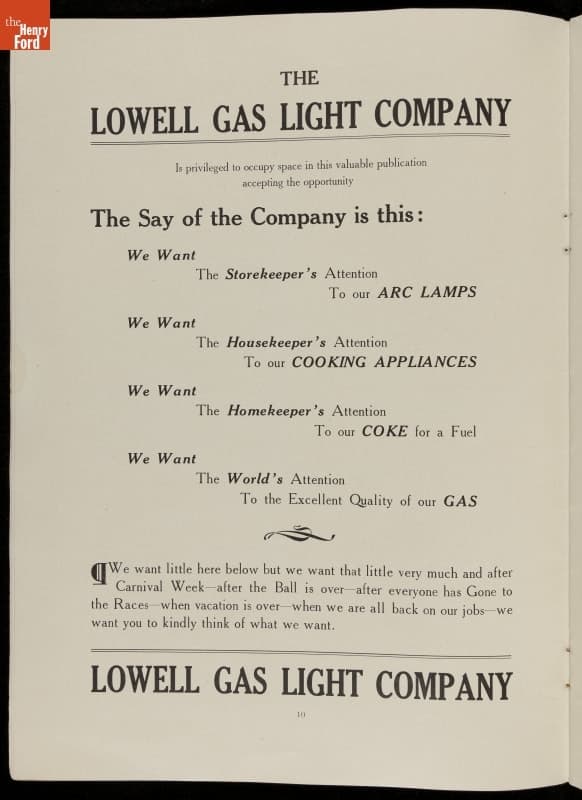 the
Henry
Ford
THE
LOWELL GAS LIGHT COMPANY
Is privileged to occupy space in this valuable publication
accepting the opportunity
The Say of the Company is this:
We Want
The Storekeeper's Attention
To our ARC LAMPS
We Want
The Housekeeper's Attention
To our COOKING APPLIANCES
We Want
The Homekeeper's Attention
To our COKE for a Fuel
We Want
The World's Attention
To the Excellent Quality of our GAS
¶ We want little here below but we want that little very much and after
Carnival Week—after the Ball is over—after everyone has Gone to
the Races—when vacation is over—when we are all back on our jobs—we
want you to kindly think of what we want.
LOWELL GAS LIGHT COMPANY
10